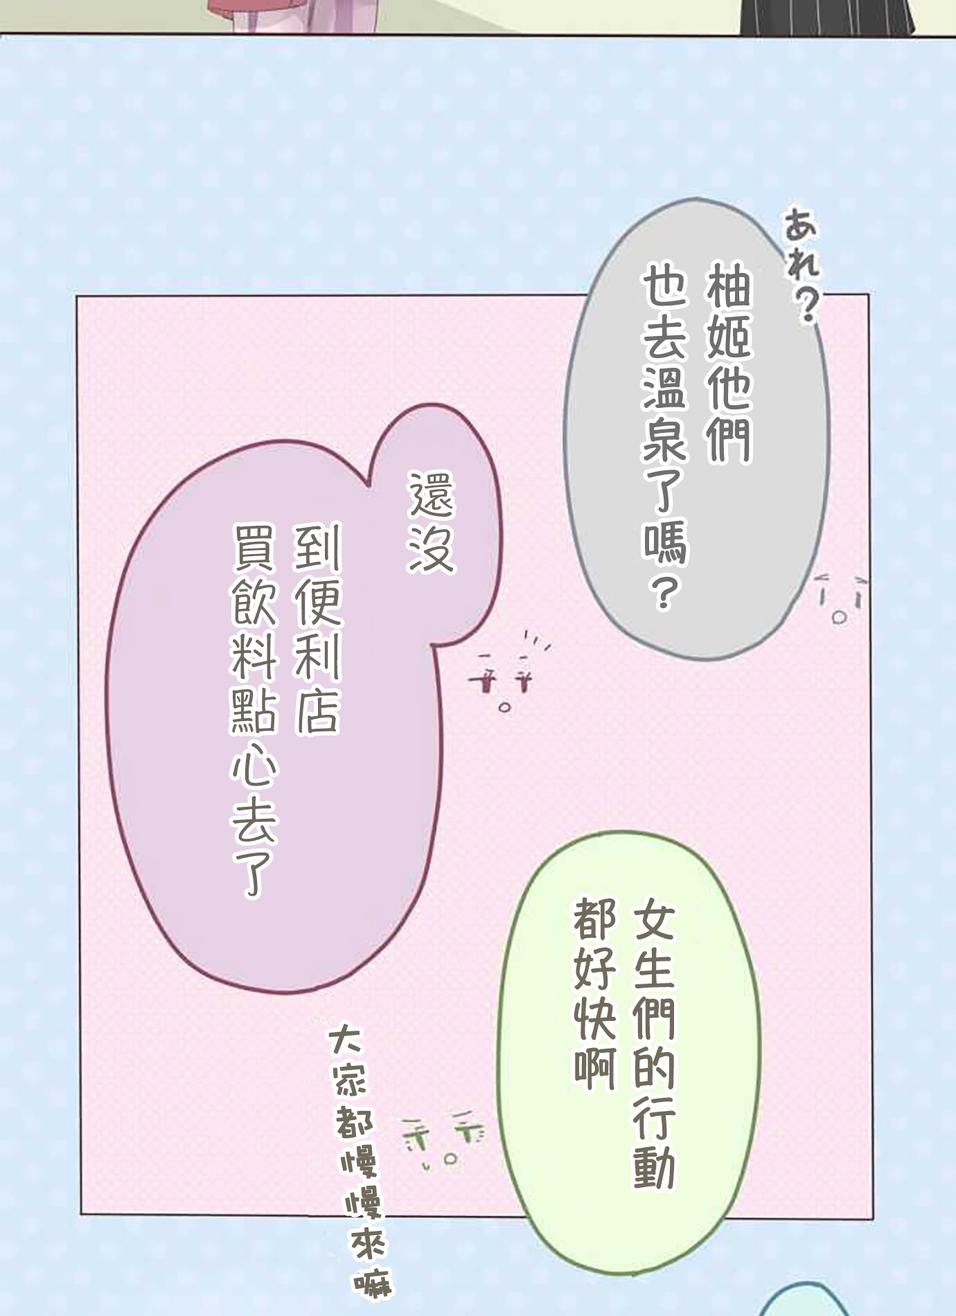 あれ？
柚姬他們
也去溫泉了嗎？
還沒
到便利店
買飲料點心去了
女生們的行動
都好快啊
大家都慢慢來嘛